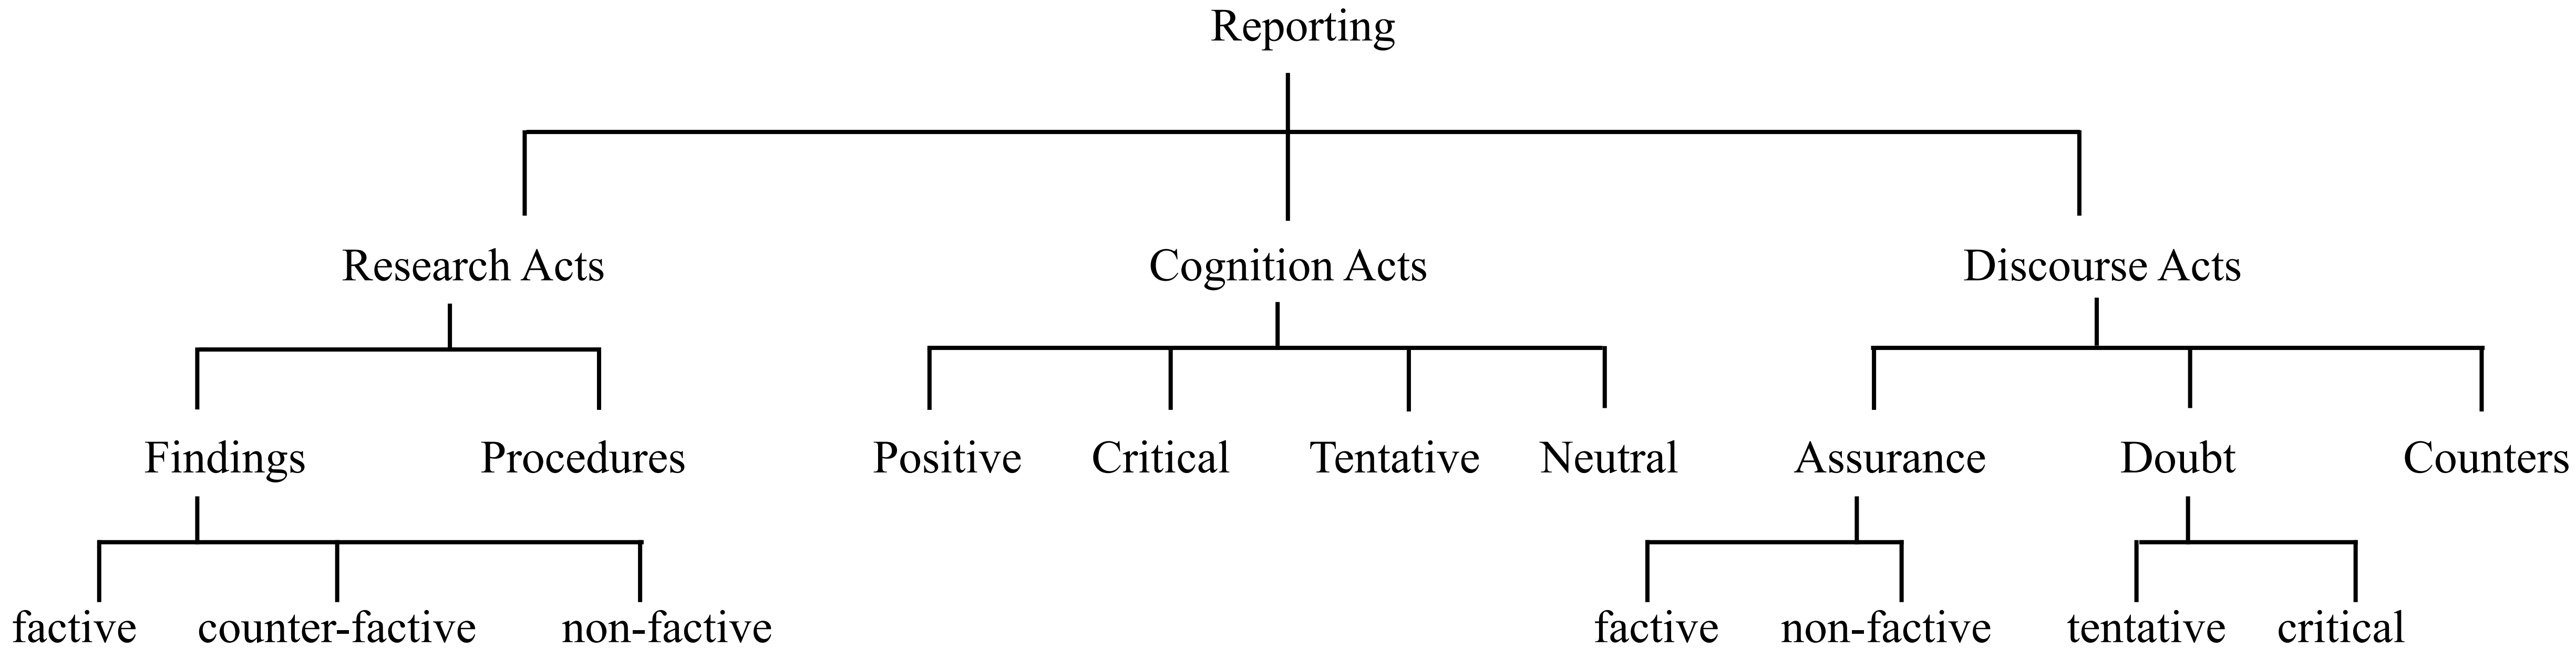 Reporting
Research Acts Cognition Acts Discourse Acts
Findings Procedures Positive Critical Tentative Neutral Assurance Doubt Counters
factive counter-factive non-factive factive non-factive tentative critical